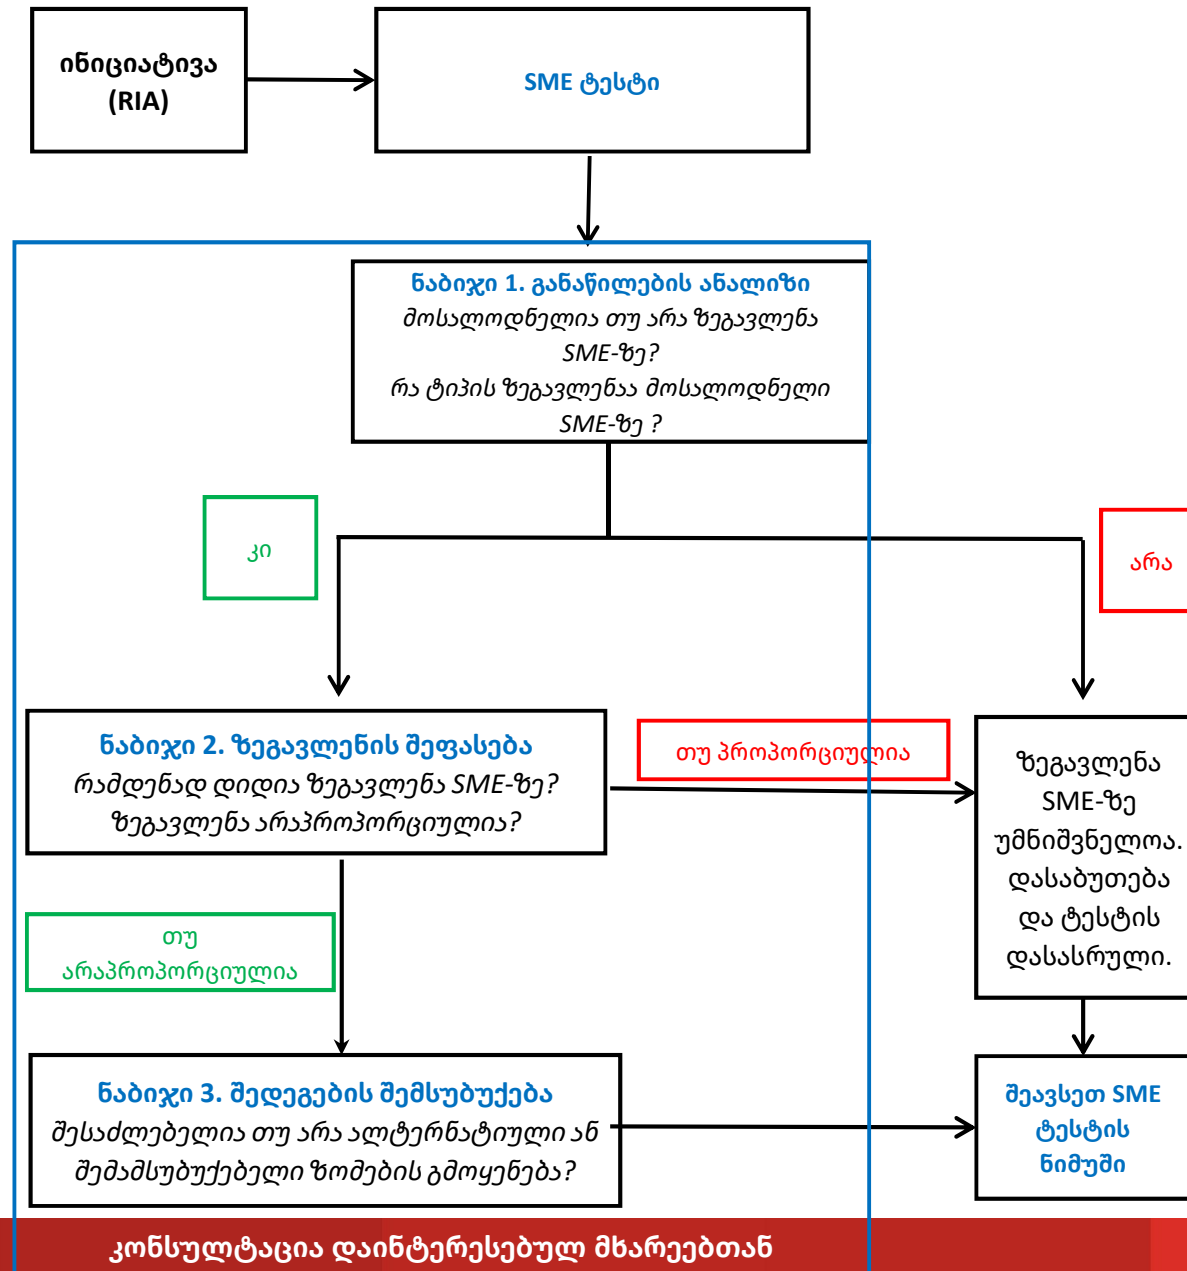 ინიციატივა
(RIA)
SME ტესტი
ნაბიჯი 1. განაწილების ანალიზი
მოსალოდნელია თუ არა ზეგავლენა
SME-ზე?
რა ტიპის ზეგავლენაა მოსალოდნელი
SME-ზე ?
კი
არა
ნაბიჯი 2. ზეგავლენის შეფასება
რამდენად დიდია ზეგავლენა SME-ზე?
ზეგავლენა არაპროპორციულია?
თუ პროპორციულია
ზეგავლენა
SME-ზე
უმნიშვნელოა.
დასაბუთება
და ტესტის
დასასრული.
თუ
არაპროპორციულია
ნაბიჯი 3. შედეგების შემსუბუქება
შესაძლებელია თუ არა ალტერნატიული ან
შემამსუბუქებელი ზომების გმოყენება?
შეავსეთ SME
ტესტის
ნიმუში
კონსულტაცია დაინტერესებულ მხარეებთან